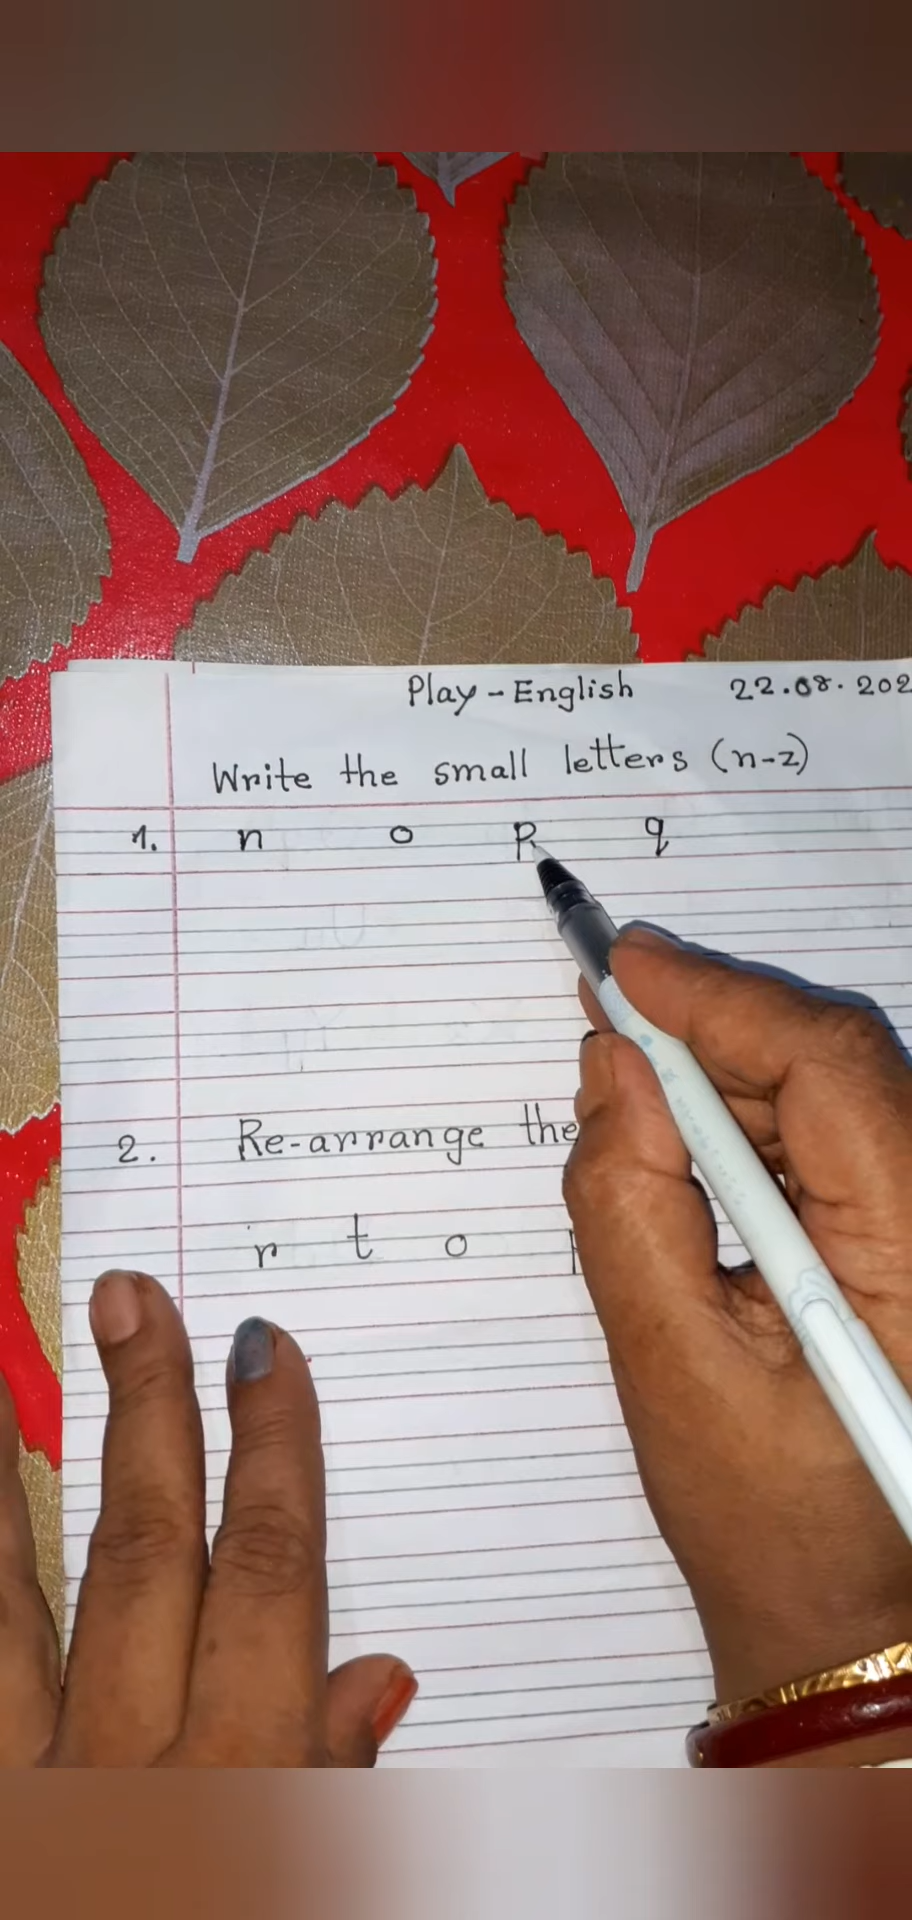 Play - English 22.08.202
Write the small letters (n-z)
1. n o p q
2. Re-arrange the
r t o